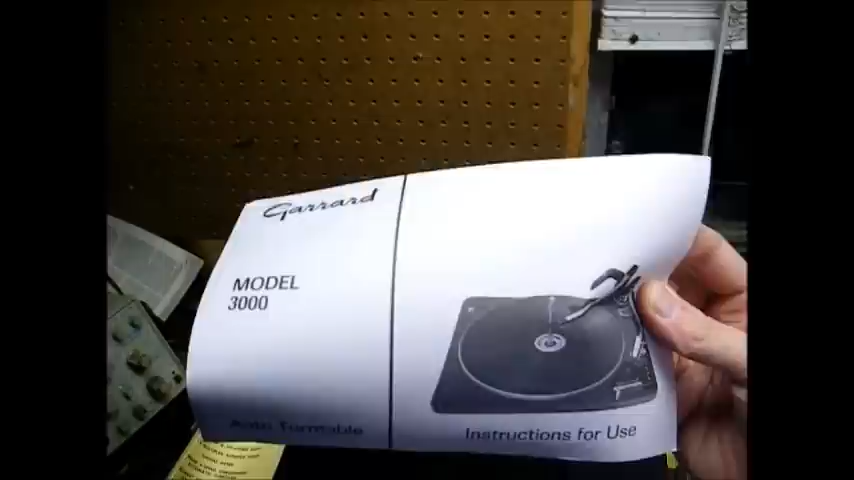 Garrard
MODEL
3000
Auto Turntable
Instructions for Use